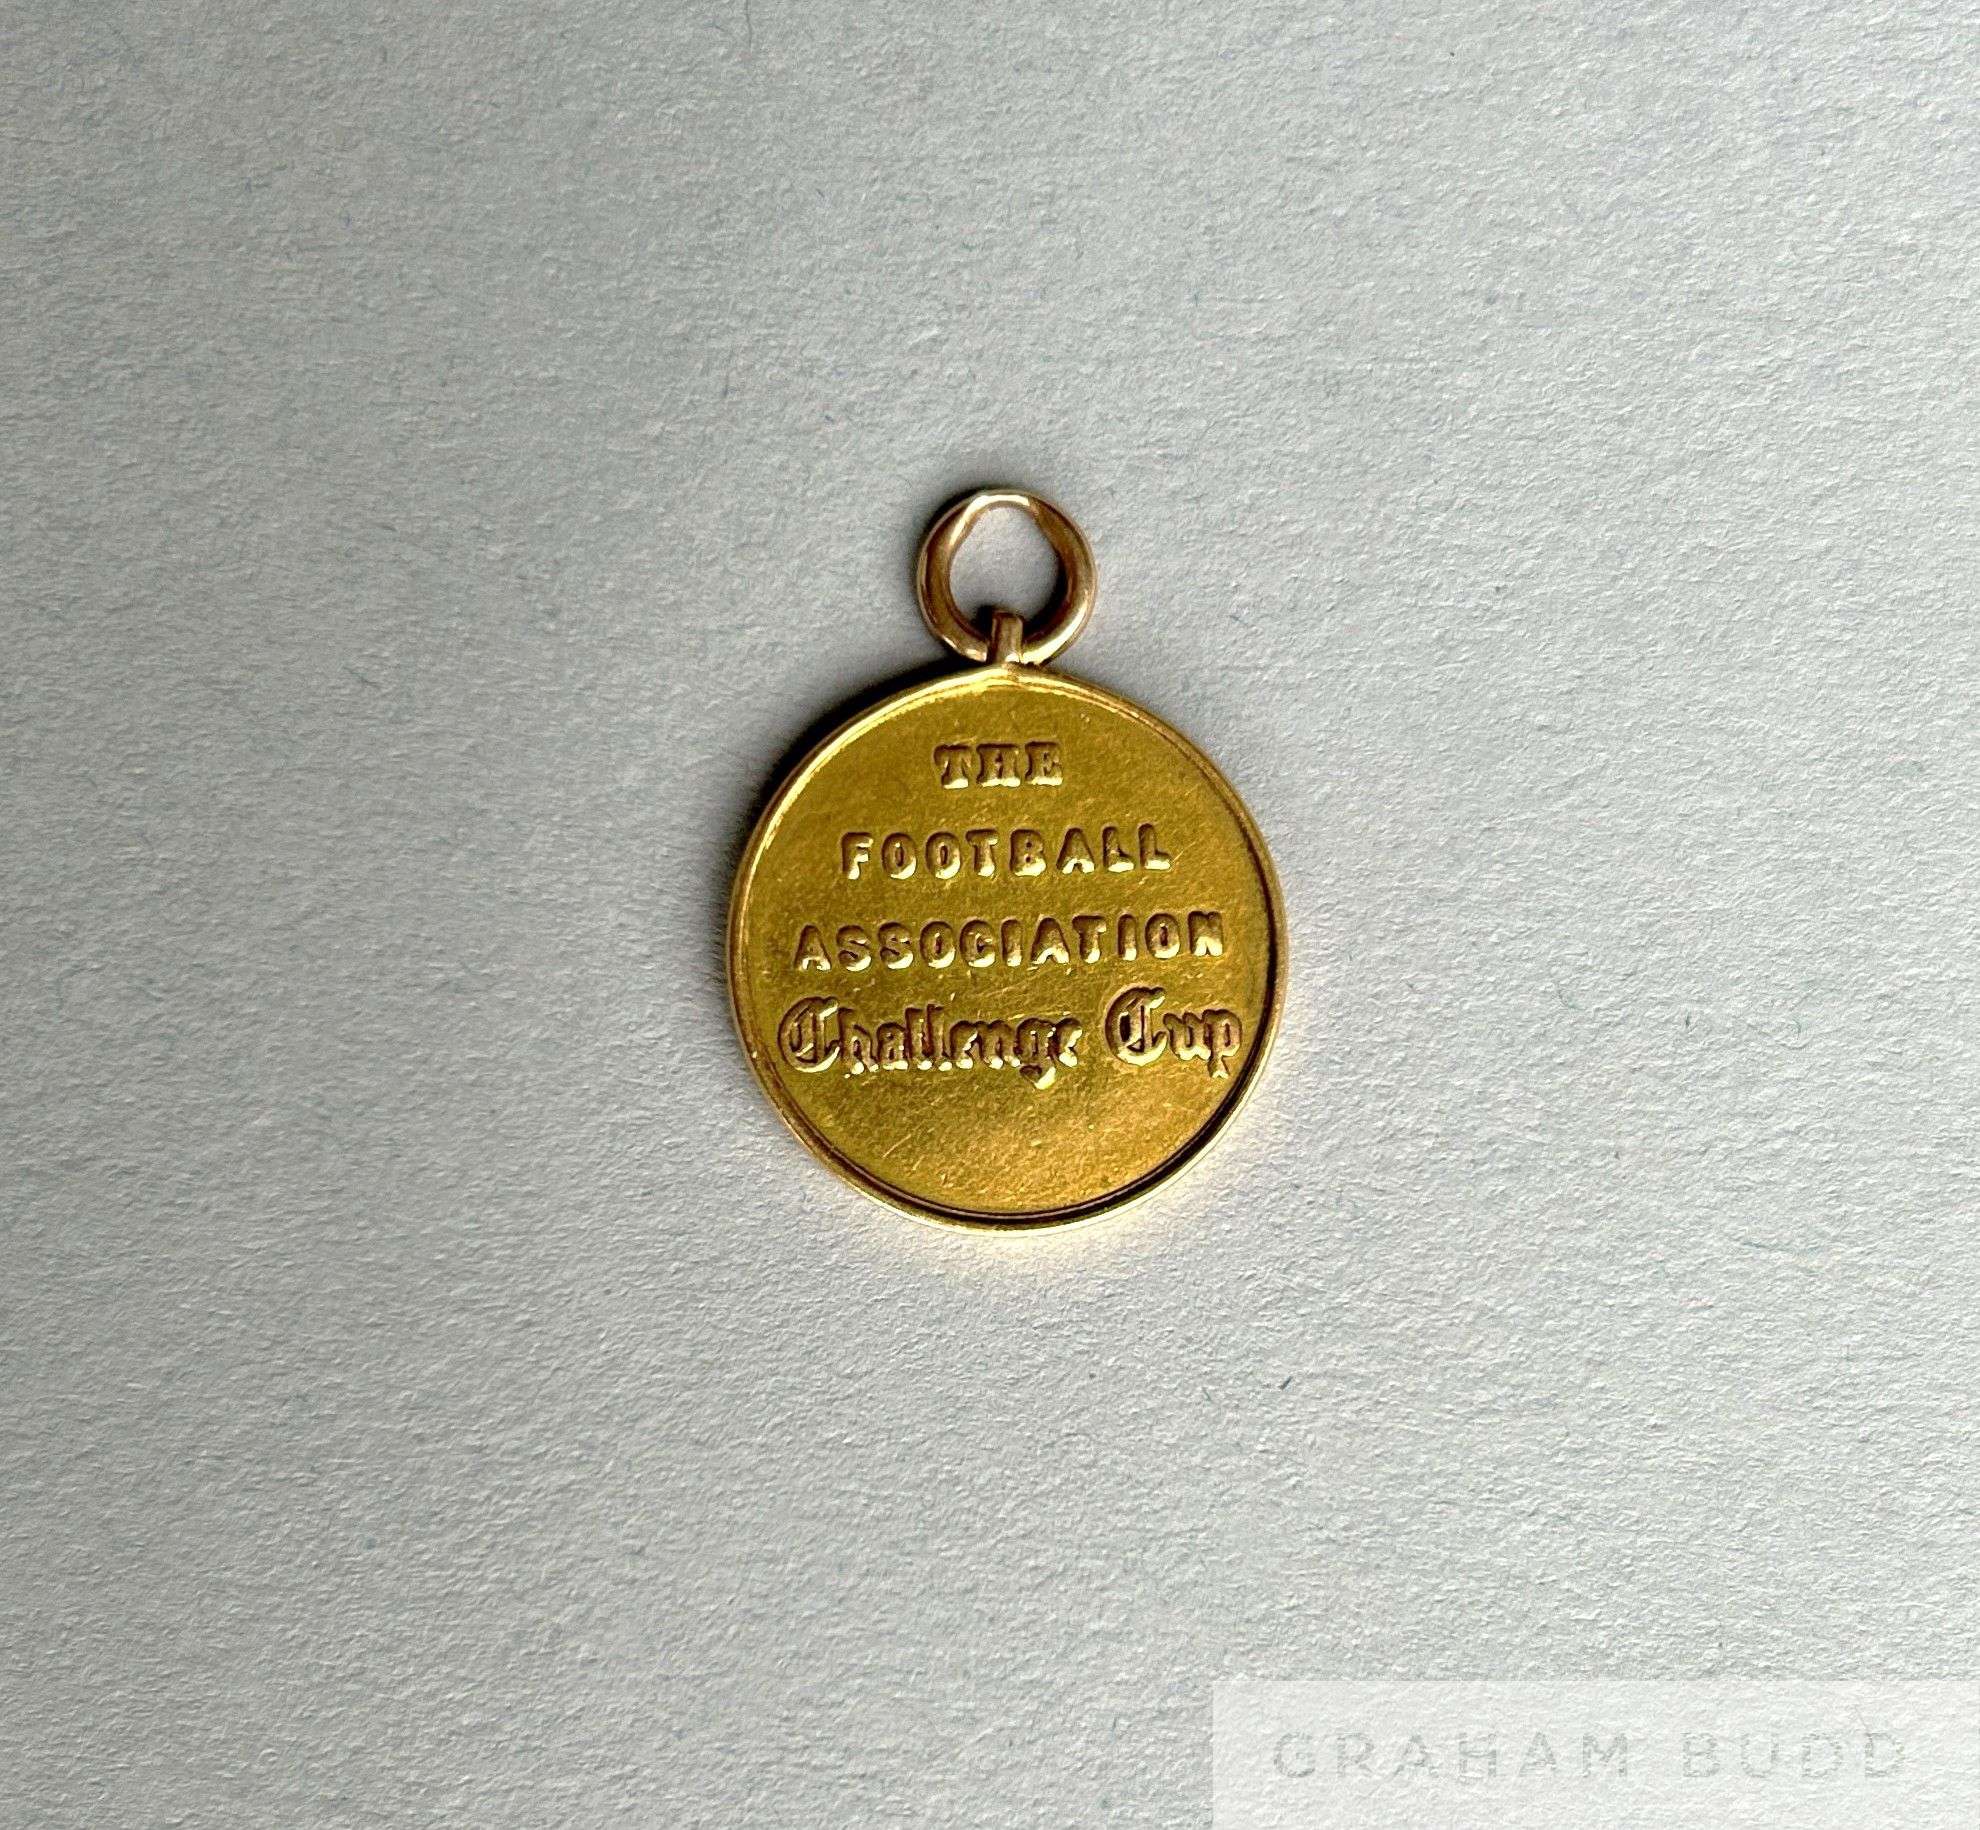 THE
FOOTBALL
ASSOCIATION
Challenge Cup
GRAHAM BUDD